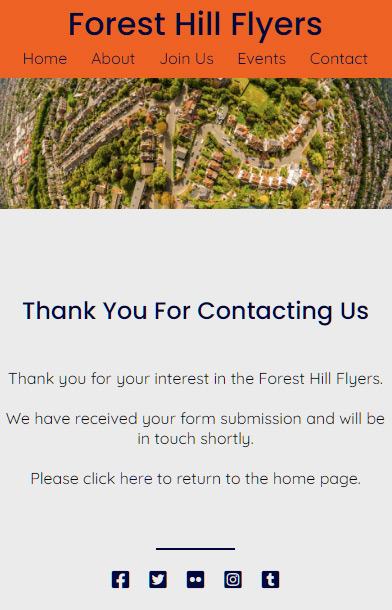 Forest Hill Flyers
Home About Join Us Events Contact
Thank You For Contacting Us
Thank you for your interest in the Forest Hill Flyers.
We have received your form submission and will be
in touch shortly.
Please click here to return to the home page.